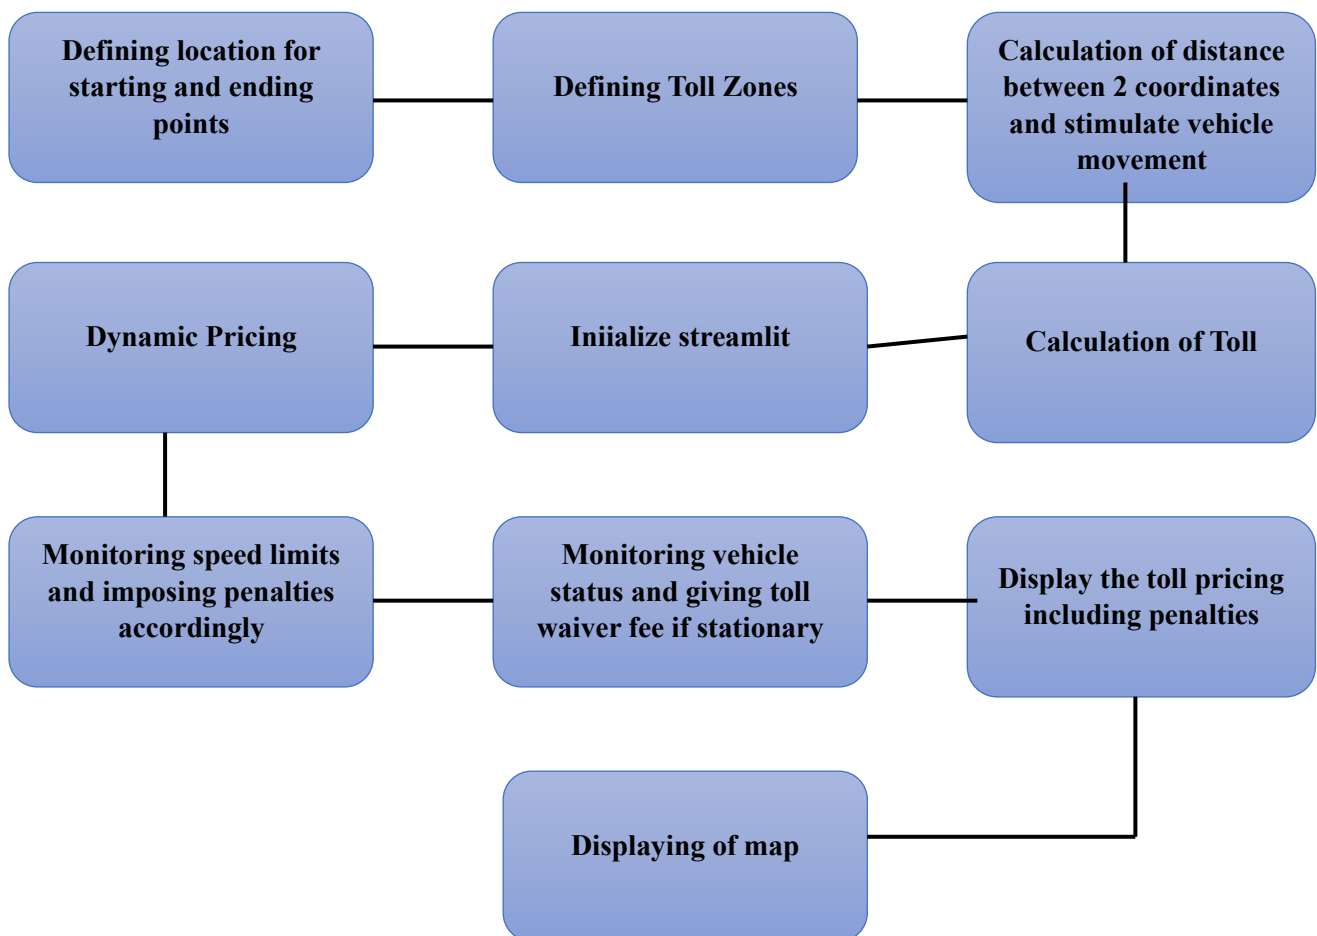 Defining location for
starting and ending
points
Defining Toll Zones
Calculation of distance
between 2 coordinates
and stimulate vehicle
movement
Dynamic Pricing
Iniialize streamlit
Calculation of Toll
Monitoring speed limits
and imposing penalties
accordingly
Monitoring vehicle
status and giving toll
waiver fee if stationary
Display the toll pricing
including penalties
Displaying of map